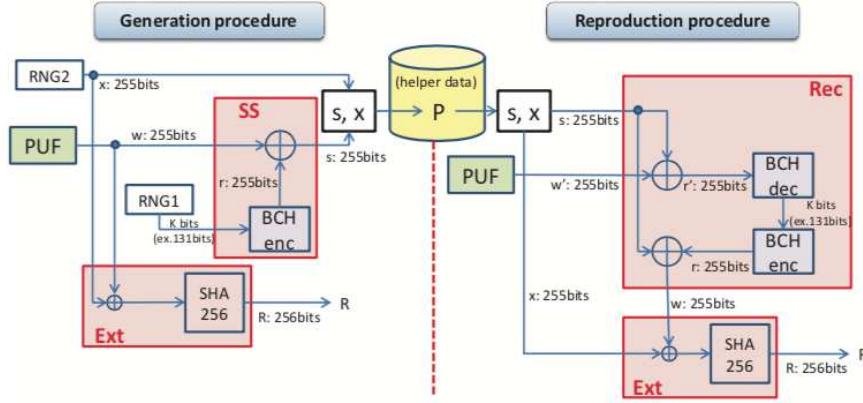 Generation procedure
Reproduction procedure
RNG2
x: 255bits
(helper data)
P
s, x
s, x
SS
Rec
PUF
w: 255bits
s: 255bits
s: 255bits
r: 255bits
RNG1
K bits
(ex.131bits)
BCH
enc
PUF
w': 255bits
r': 255bits
BCH
dec
K bits
(ex.131bits)
BCH
enc
r: 255bits
x: 255bits
w: 255bits
SHA
256
Ext
R
R: 256bits
SHA
256
Ext
R
R: 256bits